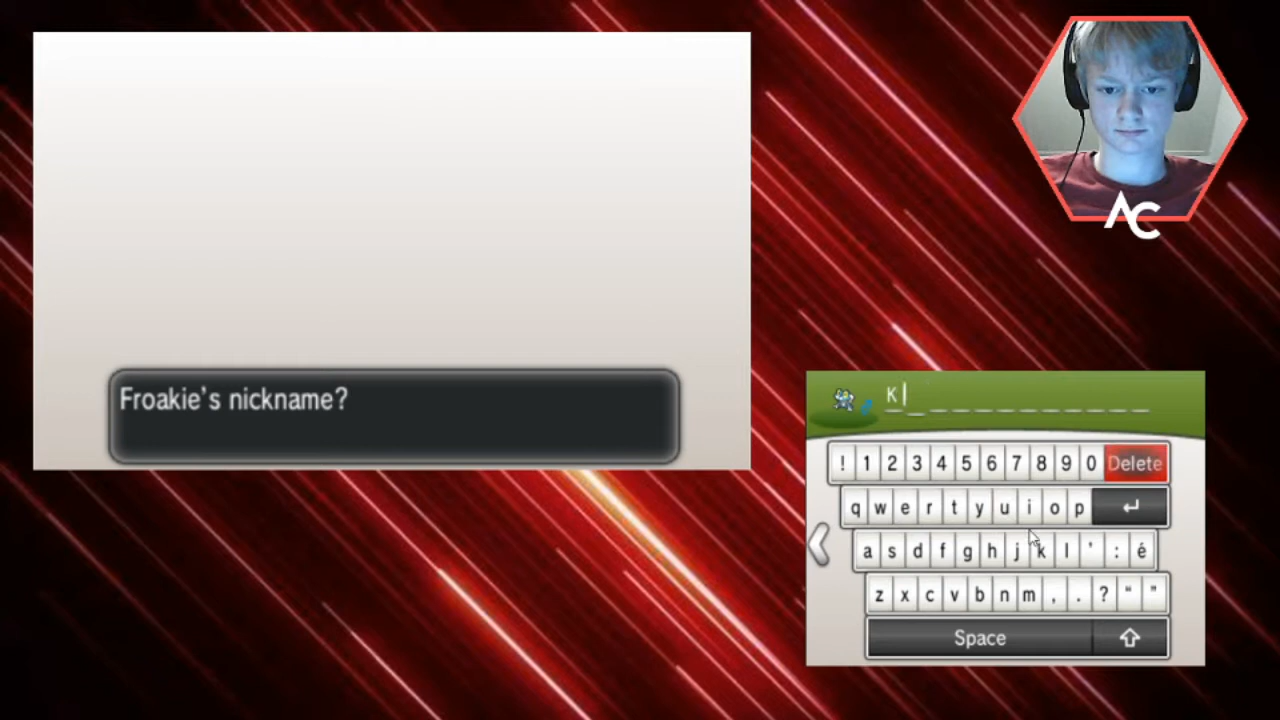 AC
Froakie's nickname?
K
! 1 2 3 4 5 6 7 8 9 0 Delete
q w e r t y u i o p
a s d f g h j k l ' : é
z x c v b n m , . ? “ ”
Space